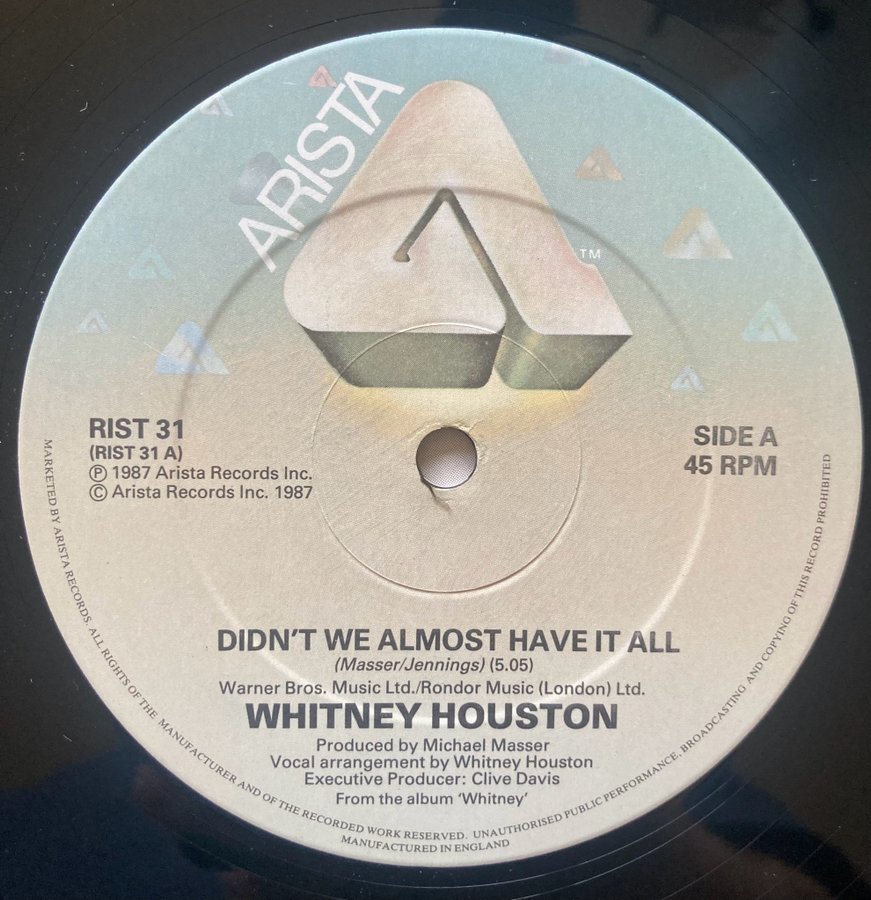 ARISTA
TM
RIST 31
(RIST 31 A)
Ⓟ 1987 Arista Records Inc.
© Arista Records Inc. 1987
SIDE A
45 RPM
DIDN'T WE ALMOST HAVE IT ALL
(Masser/Jennings) (5.05)
Warner Bros. Music Ltd./Rondor Music (London) Ltd.
WHITNEY HOUSTON
Produced by Michael Masser
Vocal arrangement by Whitney Houston
Executive Producer: Clive Davis
From the album 'Whitney'
MARKETED BY ARISTA RECORDS. ALL RIGHTS OF THE MANUFACTURER AND OF THE RECORDED WORK RESERVED. UNAUTHORISED PUBLIC PERFORMANCE, BROADCASTING AND COPYING OF THIS RECORD PROHIBITED
MANUFACTURED IN ENGLAND